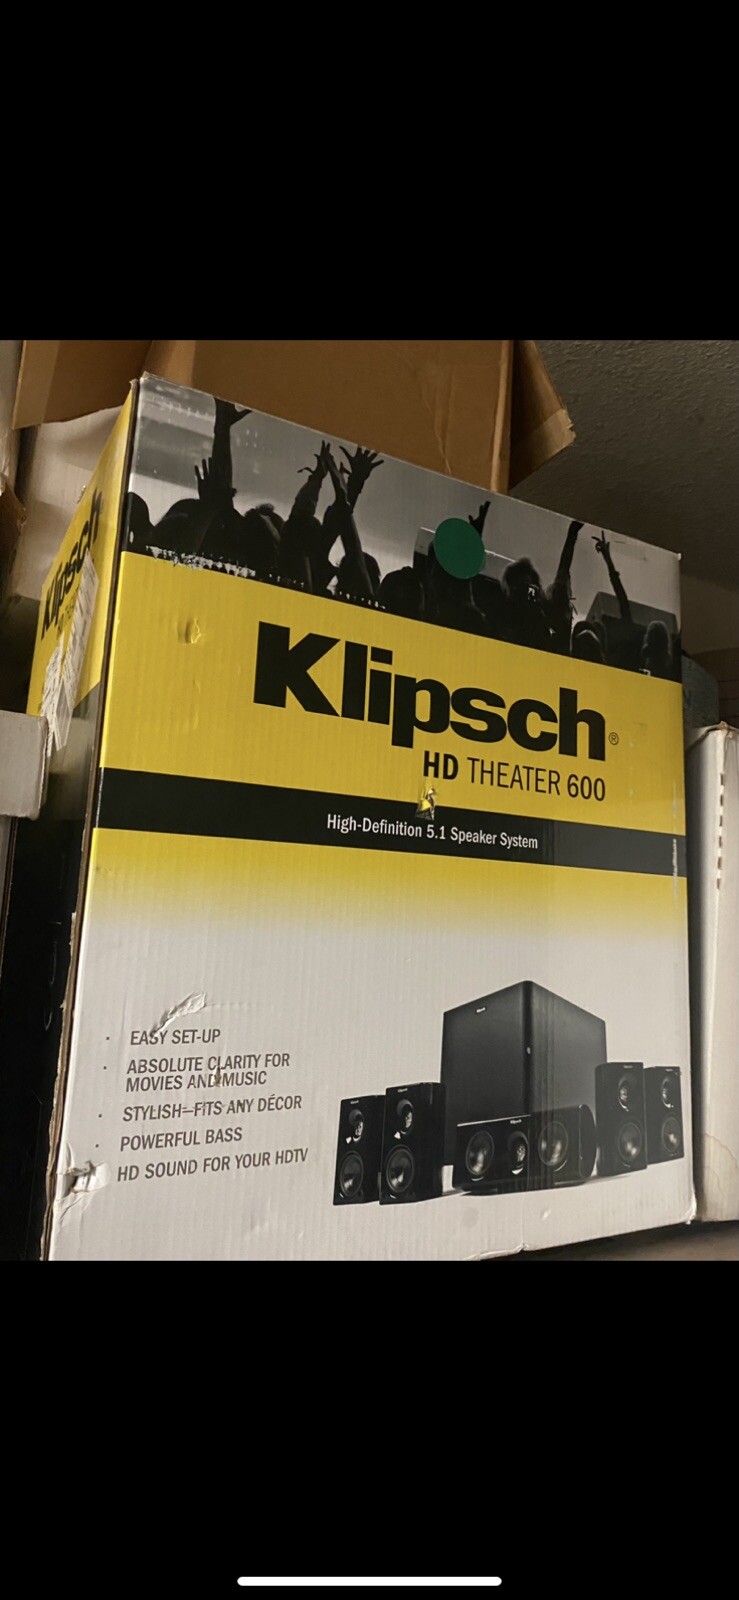 Klipsch
Klipsch®
HD THEATER 600
High-Definition 5.1 Speaker System
· EASY SET-UP
· ABSOLUTE CLARITY FOR
MOVIES AND MUSIC
· STYLISH–FITS ANY DÉCOR
· POWERFUL BASS
· HD SOUND FOR YOUR HDTV